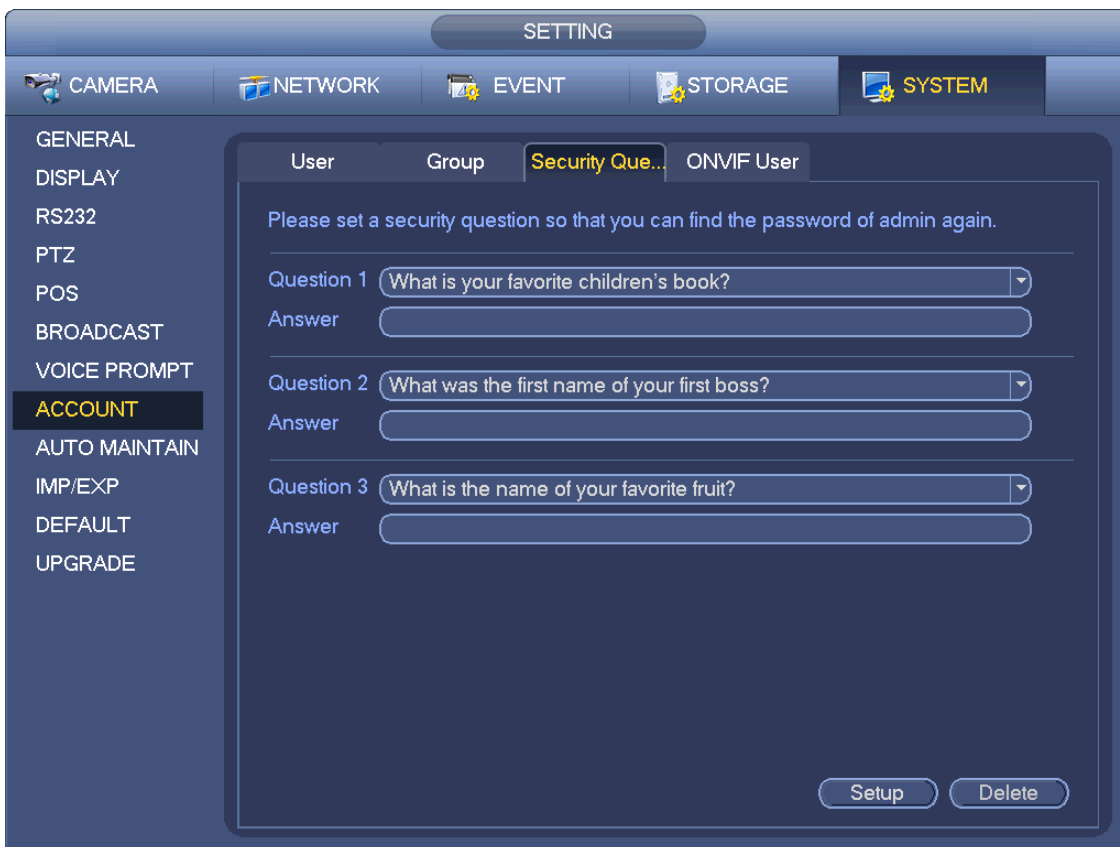 SETTING
CAMERA NETWORK EVENT STORAGE SYSTEM
GENERAL
DISPLAY
RS232
PTZ
POS
BROADCAST
VOICE PROMPT
ACCOUNT
AUTO MAINTAIN
IMP/EXP
DEFAULT
UPGRADE
User Group Security Que... ONVIF User
Please set a security question so that you can find the password of admin again.
Question 1 What is your favorite children's book?
Answer
Question 2 What was the first name of your first boss?
Answer
Question 3 What is the name of your favorite fruit?
Answer
Setup Delete